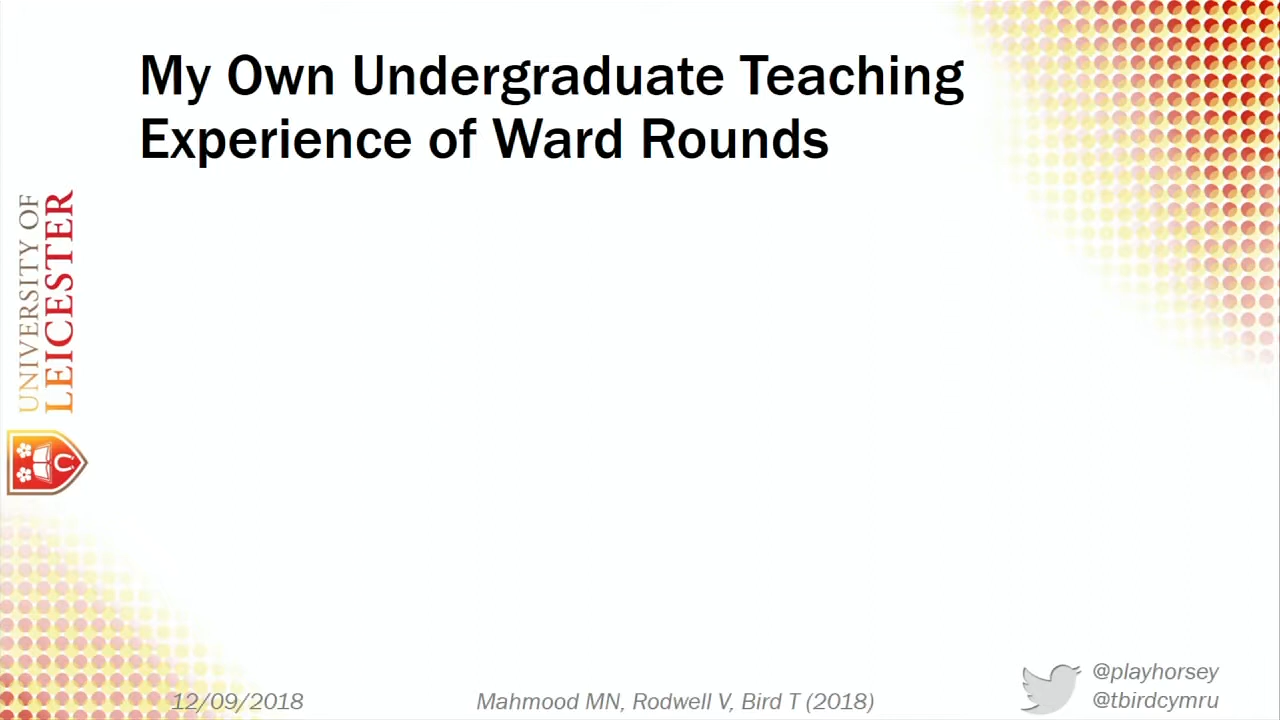 My Own Undergraduate Teaching
Experience of Ward Rounds
UNIVERSITY OF
LEICESTER
@playhorsey
12/09/2018
Mahmood MN, Rodwell V, Bird T (2018)
@tbirdcymru